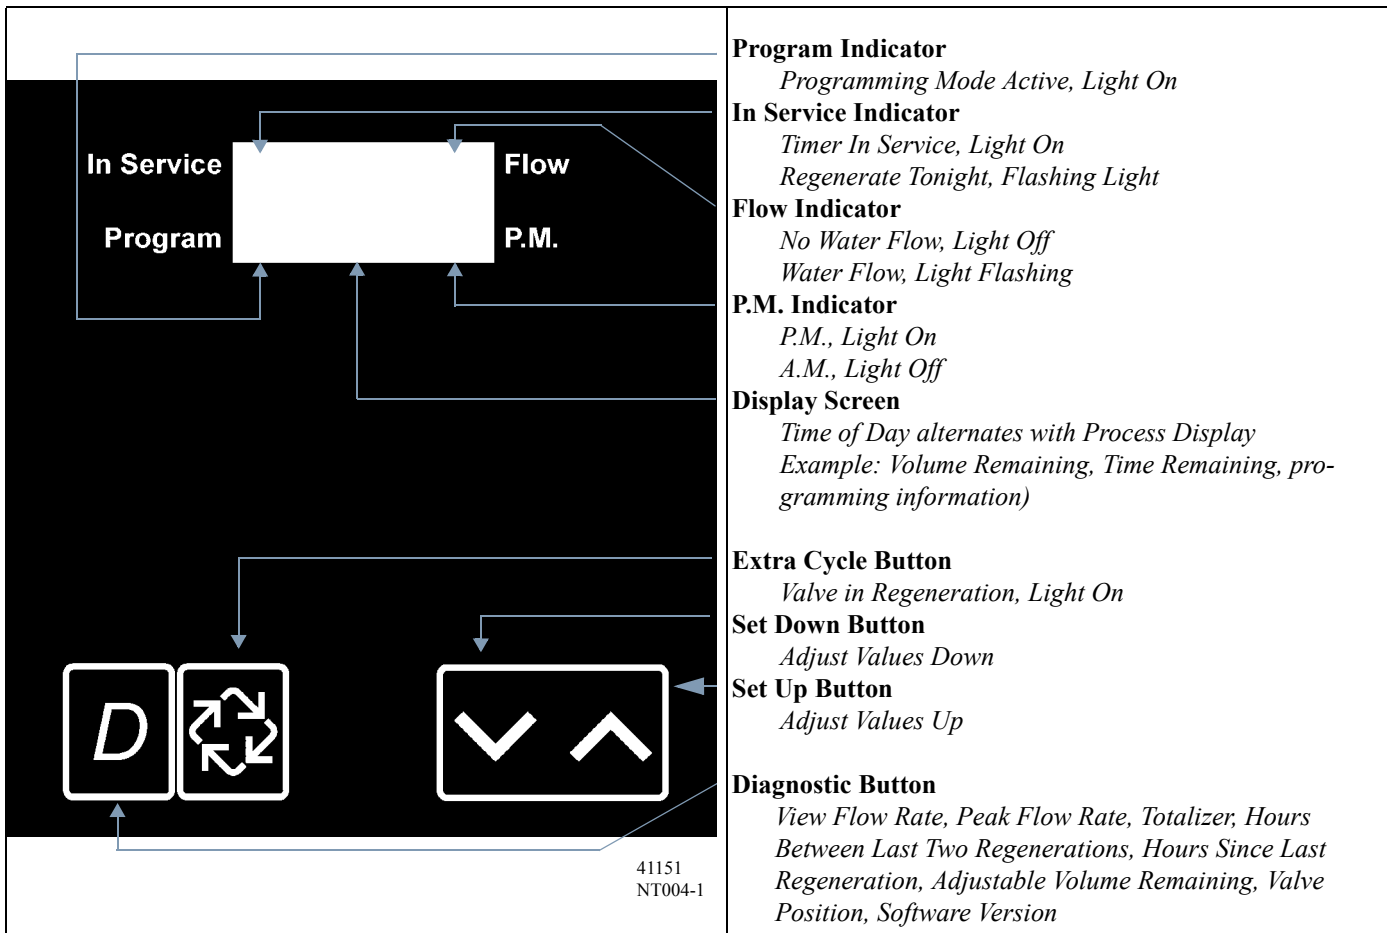 In Service
Flow
Program
P.M.
D
41151
NT004-1
Program Indicator
Programming Mode Active, Light On
In Service Indicator
Timer In Service, Light On
Regenerate Tonight, Flashing Light
Flow Indicator
No Water Flow, Light Off
Water Flow, Light Flashing
P.M. Indicator
P.M., Light On
A.M., Light Off
Display Screen
Time of Day alternates with Process Display
Example: Volume Remaining, Time Remaining, pro-
gramming information)
Extra Cycle Button
Valve in Regeneration, Light On
Set Down Button
Adjust Values Down
Set Up Button
Adjust Values Up
Diagnostic Button
View Flow Rate, Peak Flow Rate, Totalizer, Hours
Between Last Two Regenerations, Hours Since Last
Regeneration, Adjustable Volume Remaining, Valve
Position, Software Version